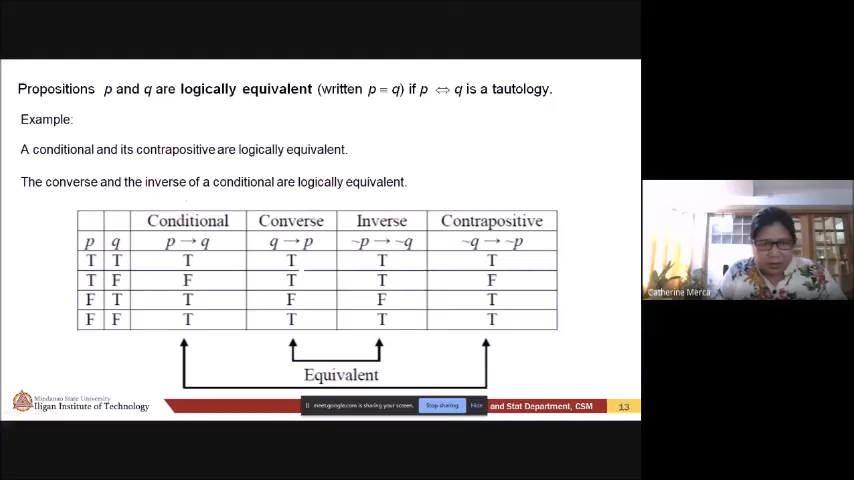 Propositions p and q are logically equivalent (written p ≡ q) if p ⇔ q is a tautology.
Example:
A conditional and its contrapositive are logically equivalent.
The converse and the inverse of a conditional are logically equivalent.
Conditional Converse Inverse Contrapositive
p q p → q q → p ~p → ~q ~q → ~p
T T T T T T
T F F T T F
F T T F F T
F F T T T T
Equivalent
Mindanao State University
Iligan Institute of Technology
meet.google.com is sharing your screen. Stop sharing Hide
and Stat Department, CSM 13
Catherine Merca